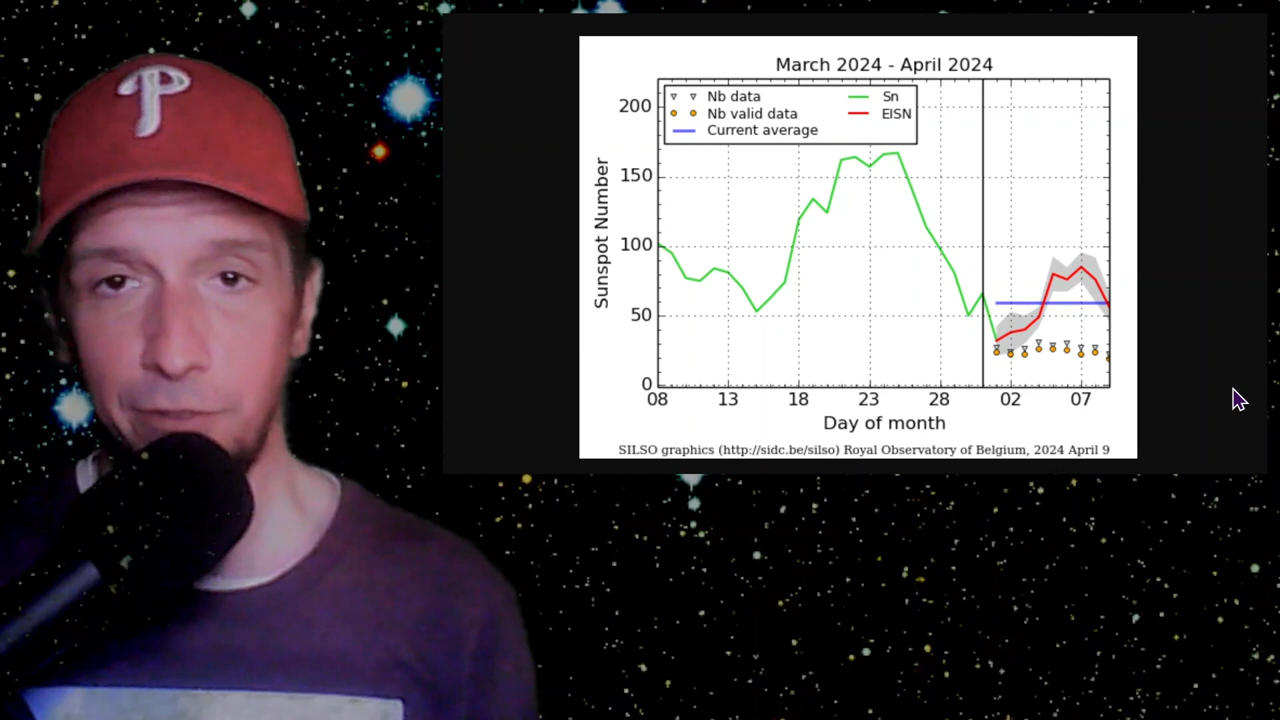 P
March 2024 - April 2024
Nb data
Nb valid data
Current average
Sn
EISN
Sunspot Number
200
150
100
50
0
08 13 18 23 28 02 07
Day of month
SILSO graphics (http://sidc.be/silso) Royal Observatory of Belgium, 2024 April 9